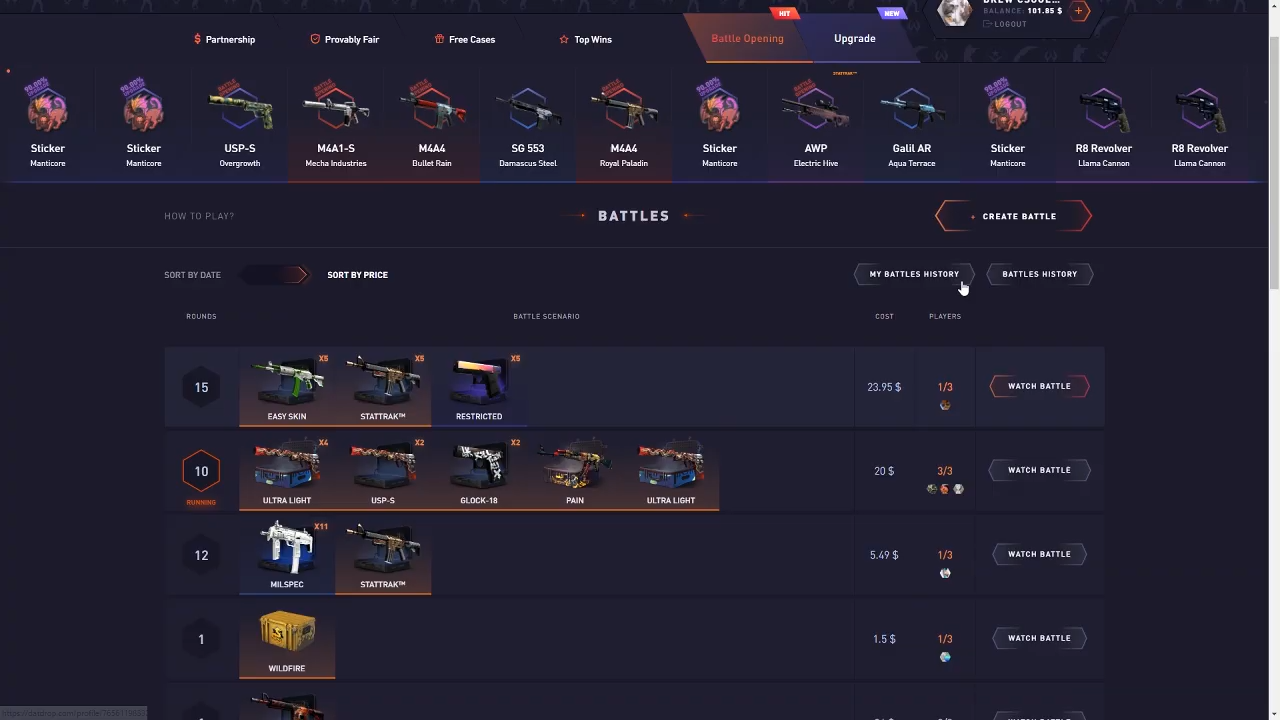 BALANCE: 101.85 $
LOGOUT
Partnership
Provably Fair
Free Cases
Top Wins
HIT
Battle Opening
NEW
Upgrade
Sticker
Manticore
Sticker
Manticore
USP-S
Overgrowth
M4A1-S
Mecha Industries
M4A4
Bullet Rain
SG 553
Damascus Steel
M4A4
Royal Paladin
Sticker
Manticore
STATTRAK™
AWP
Electric Hive
Galil AR
Aqua Terrace
Sticker
Manticore
R8 Revolver
Llama Cannon
R8 Revolver
Llama Cannon
HOW TO PLAY?
BATTLES
+ CREATE BATTLE
SORT BY DATE
SORT BY PRICE
MY BATTLES HISTORY
BATTLES HISTORY
ROUNDS
BATTLE SCENARIO
COST
PLAYERS
15
X5
EASY SKIN
X5
STATTRAK™
X5
RESTRICTED
23.95 $
1/3
WATCH BATTLE
10
RUNNING
X4
ULTRA LIGHT
X2
USP-S
X2
GLOCK-18
PAIN
ULTRA LIGHT
20 $
3/3
WATCH BATTLE
12
X11
MILSPEC
STATTRAK™
5.49 $
1/3
WATCH BATTLE
1
WILDFIRE
1.5 $
1/3
WATCH BATTLE